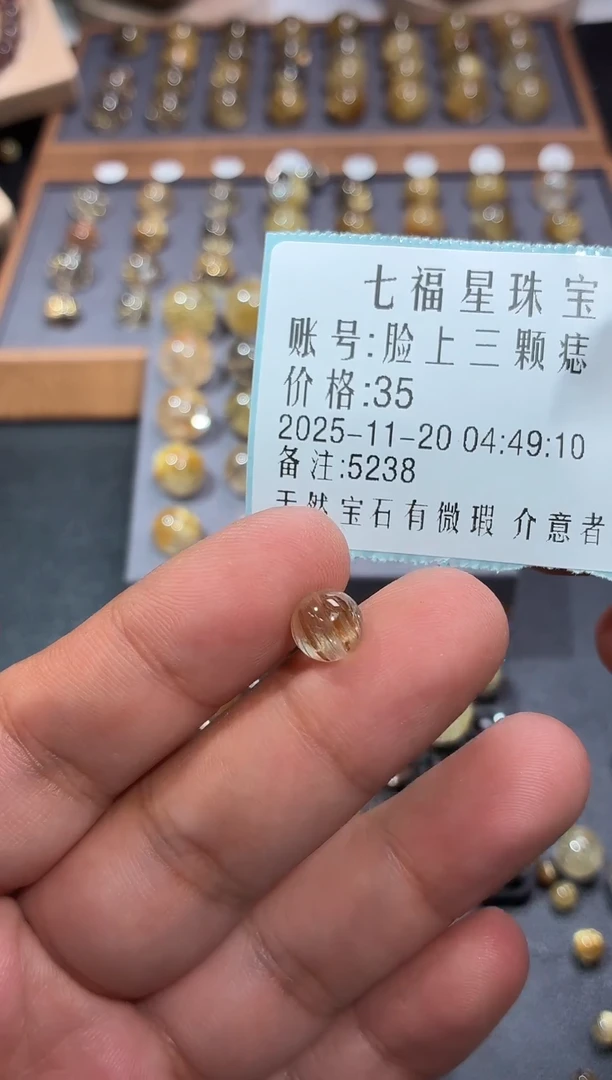 七福星珠宝
账号:脸上三颗痣
价格:35
2025-11-20 04:49:10
备注:5238
天然宝石有微瑕 介意者